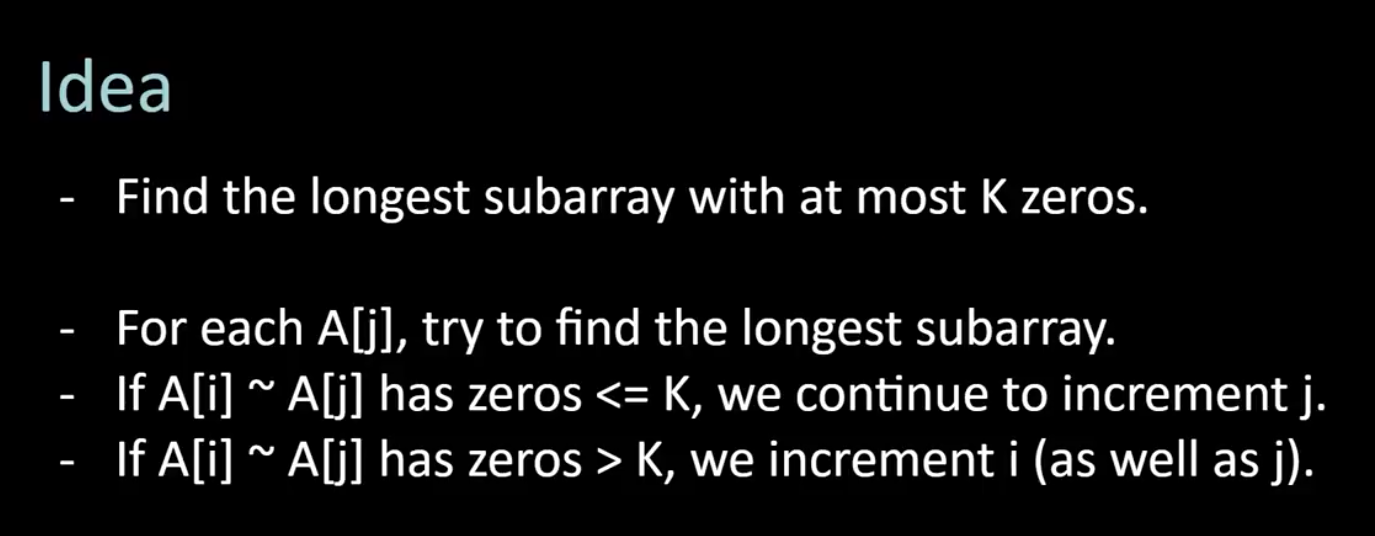 Idea
- Find the longest subarray with at most K zeros.
- For each A[j], try to find the longest subarray.
- If A[i] ~ A[j] has zeros <= K, we continue to increment j.
- If A[i] ~ A[j] has zeros > K, we increment i (as well as j).